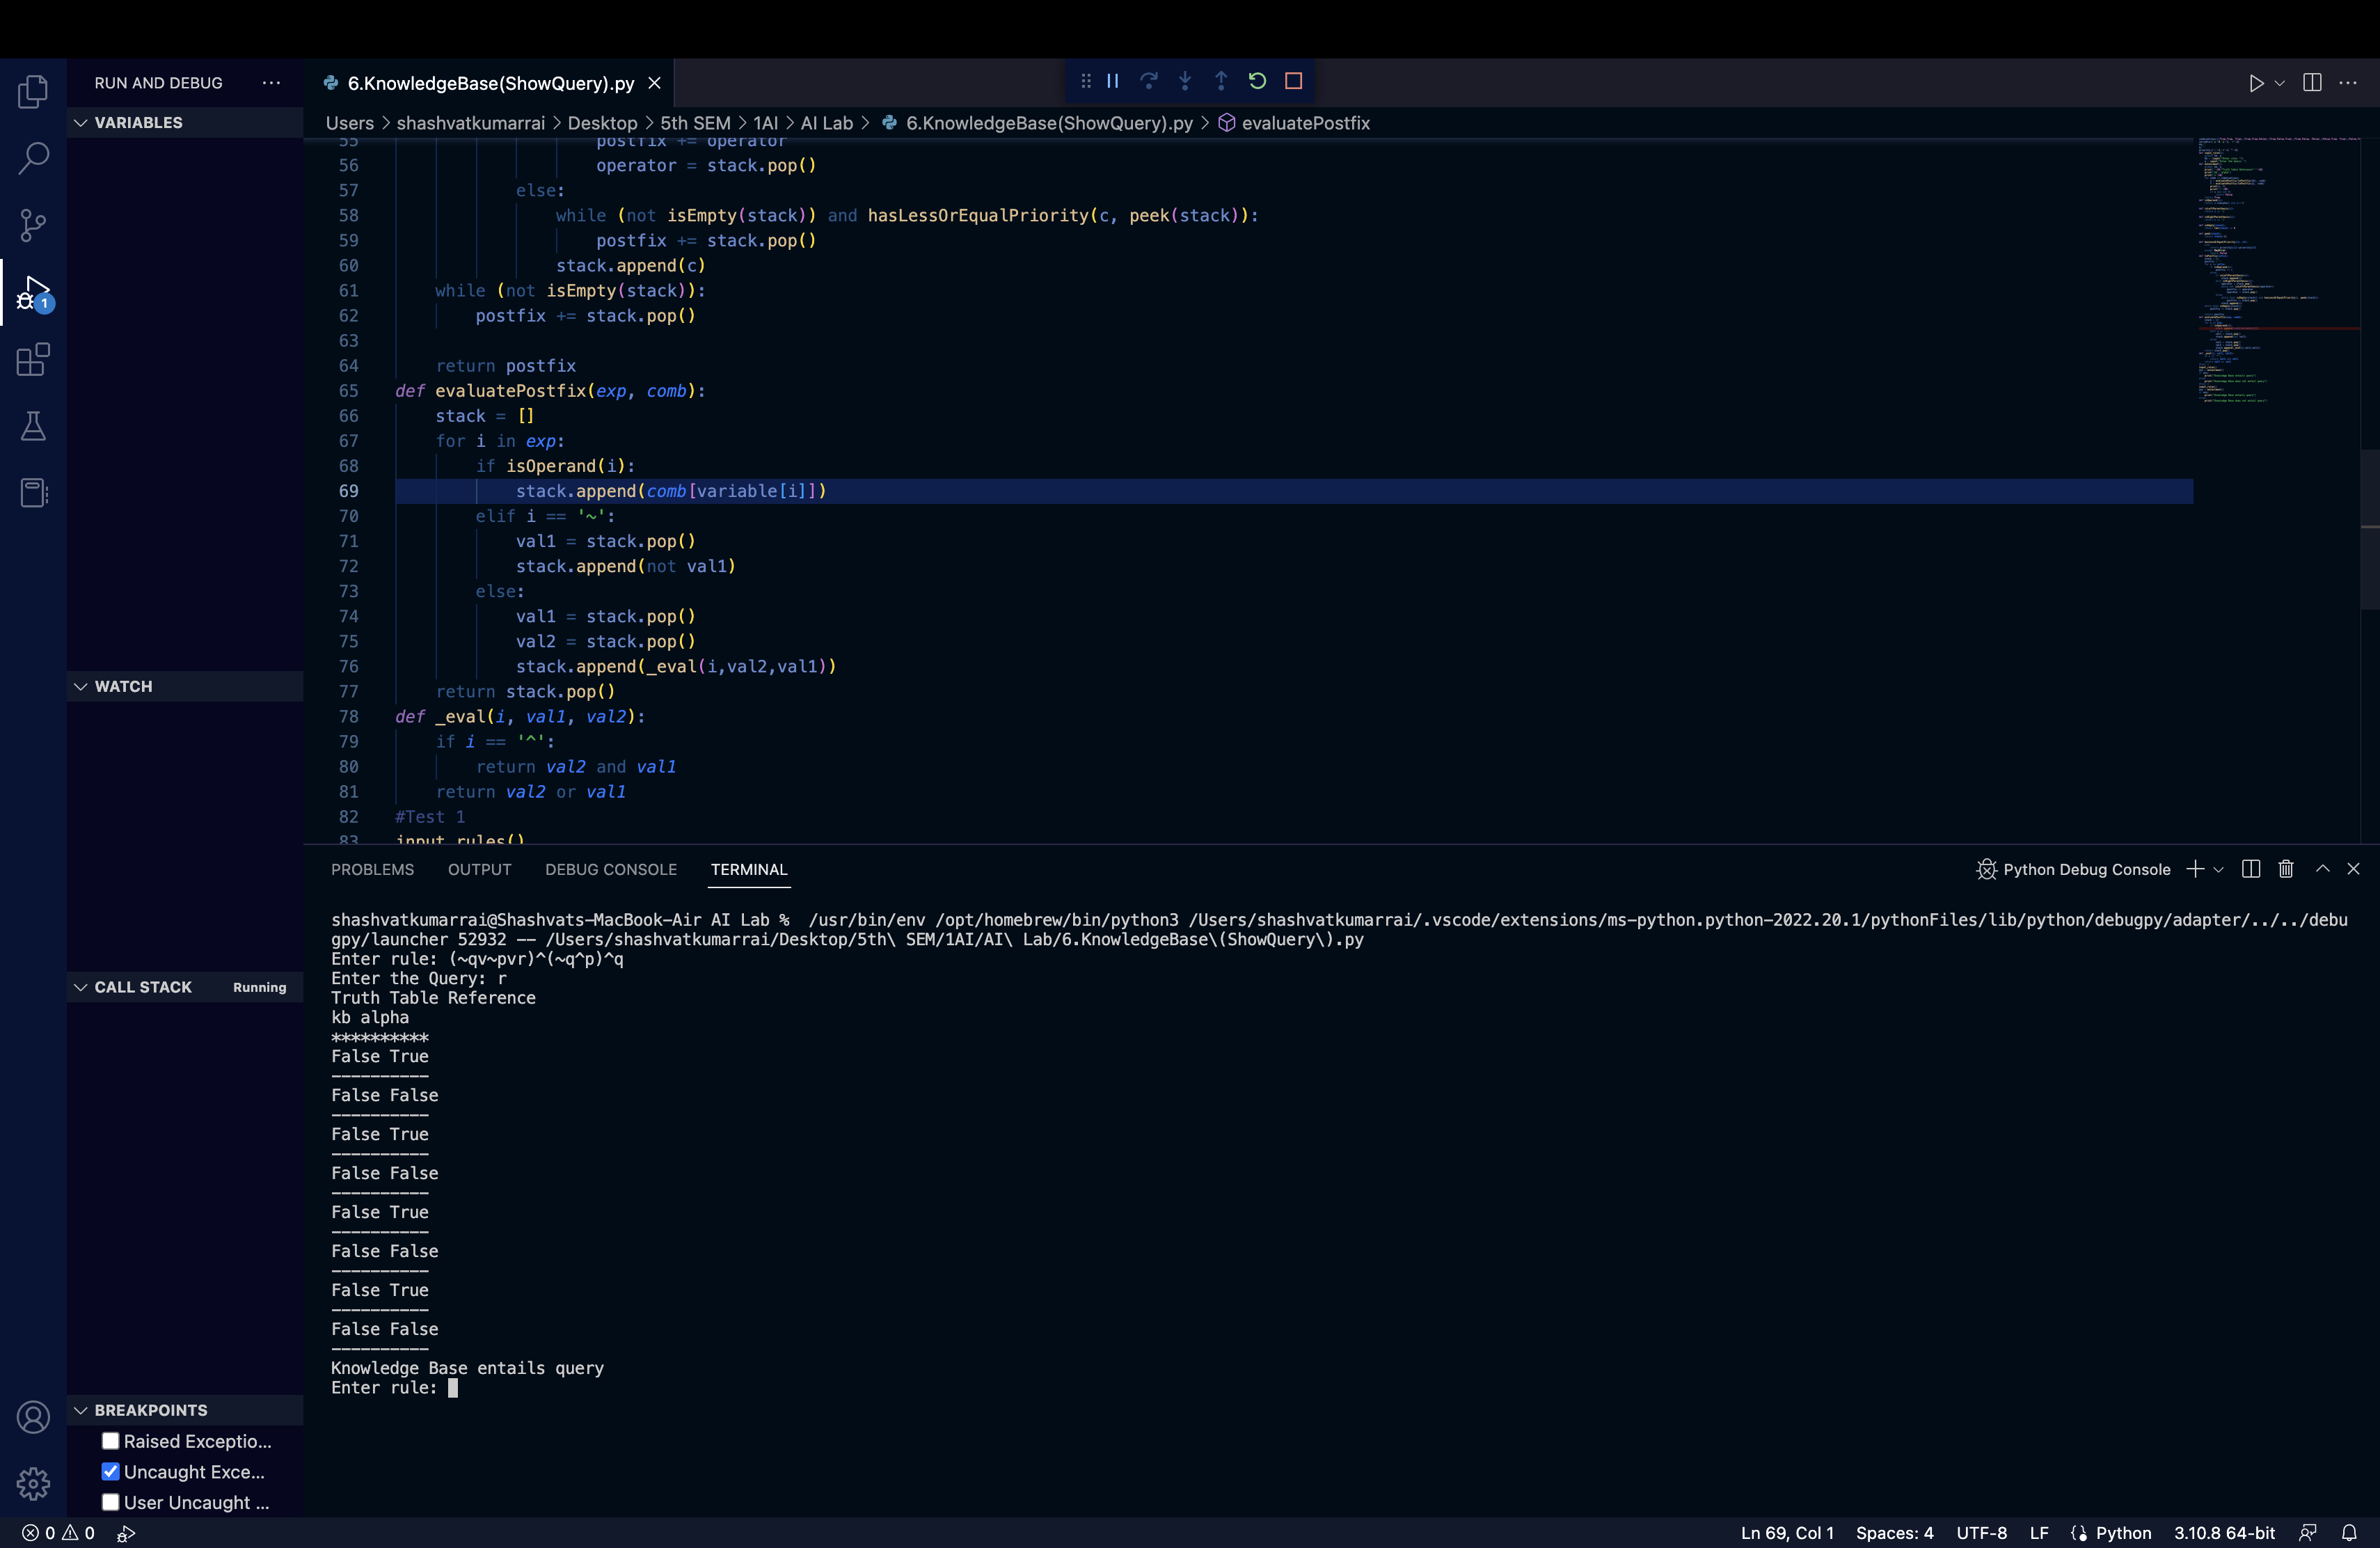 RUN AND DEBUG ···
6.KnowledgeBase(ShowQuery).py
VARIABLES
Users > shashvatkumarrai > Desktop > 5th SEM > 1AI > AI Lab > 6.KnowledgeBase(ShowQuery).py > evaluatePostfix
55 postfix += operator
56 operator = stack.pop()
57 else:
58 while (not isEmpty(stack)) and hasLessOrEqualPriority(c, peek(stack)):
59 postfix += stack.pop()
60 stack.append(c)
61 while (not isEmpty(stack)):
62 postfix += stack.pop()
63
64 return postfix
65 def evaluatePostfix(exp, comb):
66 stack = []
67 for i in exp:
68 if isOperand(i):
69 stack.append(comb[variable[i]])
70 elif i == '~':
71 val1 = stack.pop()
72 stack.append(not val1)
73 else:
74 val1 = stack.pop()
75 val2 = stack.pop()
76 stack.append(_eval(i,val2,val1))
77 return stack.pop()
78 def _eval(i, val1, val2):
79 if i == '^':
80 return val2 and val1
81 return val2 or val1
82 #Test 1
83 input_rules()
WATCH
CALL STACK Running
BREAKPOINTS
Raised Exceptio...
Uncaught Exce...
User Uncaught ...
1
PROBLEMS OUTPUT DEBUG CONSOLE TERMINAL
Python Debug Console
shashvatkumarrai@Shashvats-MacBook-Air AI Lab % /usr/bin/env /opt/homebrew/bin/python3 /Users/shashvatkumarrai/.vscode/extensions/ms-python.python-2022.20.1/pythonFiles/lib/python/debugpy/adapter/../../debu
gpy/launcher 52932 -- /Users/shashvatkumarrai/Desktop/5th\ SEM/1AI/AI\ Lab/6.KnowledgeBase\(ShowQuery\).py
Enter rule: (~qv~pvr)^(~q^p)^q
Enter the Query: r
Truth Table Reference
kb alpha
**********
False True
----------
False False
----------
False True
----------
False False
----------
False True
----------
False False
----------
False True
----------
False False
----------
Knowledge Base entails query
Enter rule:
0 0
Ln 69, Col 1 Spaces: 4 UTF-8 LF Python 3.10.8 64-bit